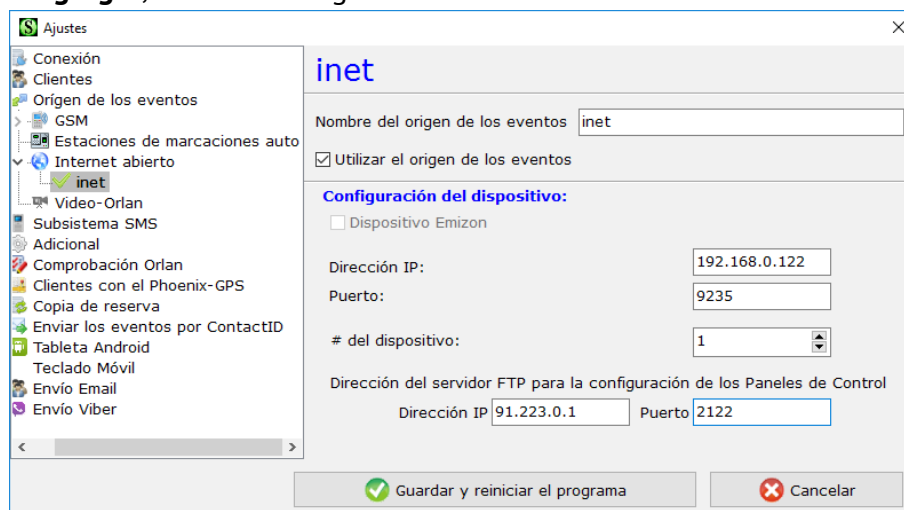 Ajustes
Conexión
Clientes
Orígen de los eventos
GSM
Estaciones de marcaciones auto
Internet abierto
inet
Video-Orlan
Subsistema SMS
Adicional
Comprobación Orlan
Clientes con el Phoenix-GPS
Copia de reserva
Enviar los eventos por ContactID
Tableta Android
Teclado Móvil
Envío Email
Envío Viber
inet
Nombre del origen de los eventos inet
Utilizar el origen de los eventos
Configuración del dispositivo:
Dispositivo Emizon
Dirección IP: 192.168.0.122
Puerto: 9235
# del dispositivo: 1
Dirección del servidor FTP para la configuración de los Paneles de Control
Dirección IP 91.223.0.1 Puerto 2122
Guardar y reiniciar el programa Cancelar